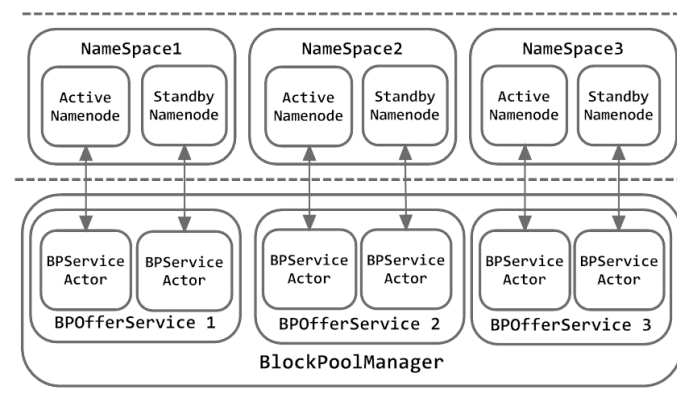 NameSpace1
Active
Namenode
Standby
Namenode
NameSpace2
Active
Namenode
Standby
Namenode
NameSpace3
Active
Namenode
Standby
Namenode
BPService
Actor
BPService
Actor
BPOfferService 1
BPService
Actor
BPService
Actor
BPOfferService 2
BPService
Actor
BPService
Actor
BPOfferService 3
BlockPoolManager